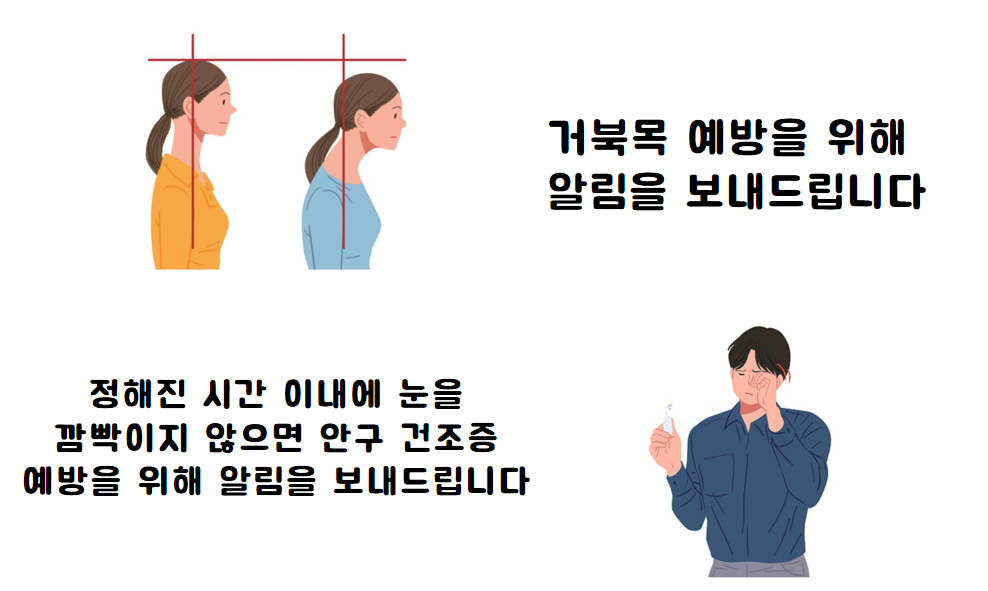 거북목 예방을 위해
알림을 보내드립니다
정해진 시간 이내에 눈을
깜빡이지 않으면 안구 건조증
예방을 위해 알림을 보내드립니다